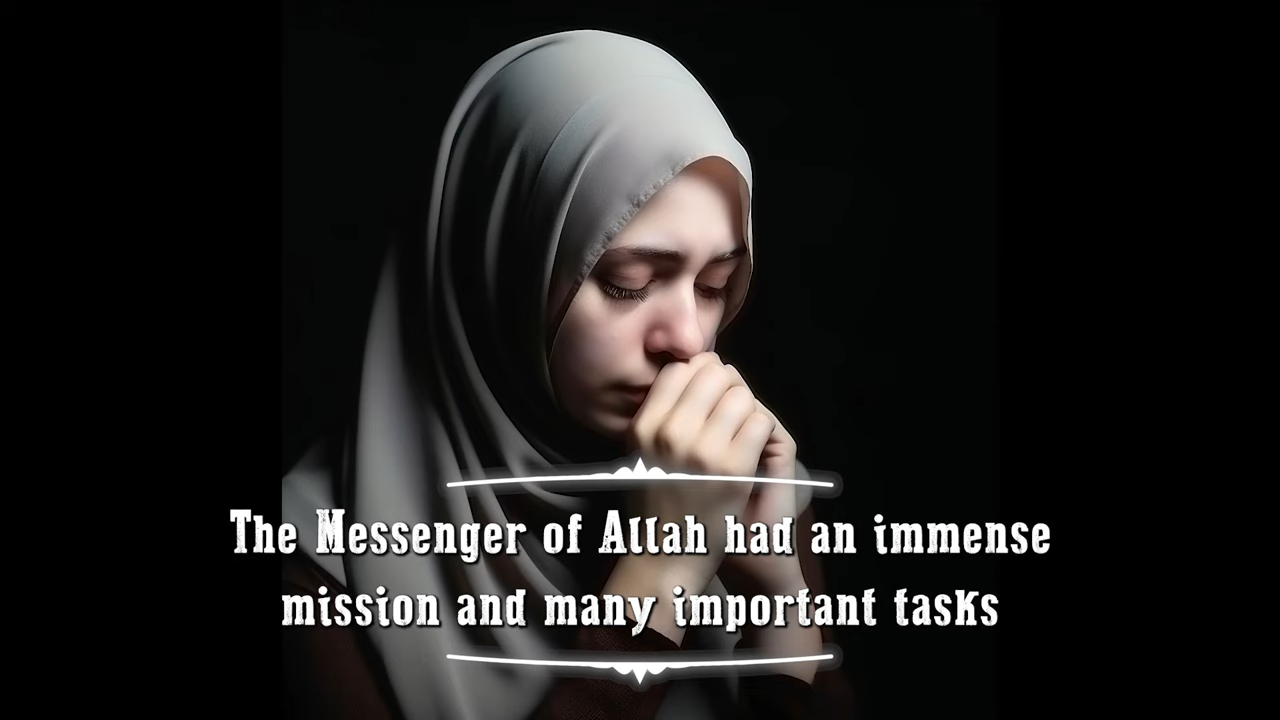 The Messenger of Allah had an immense
mission and many important tasks